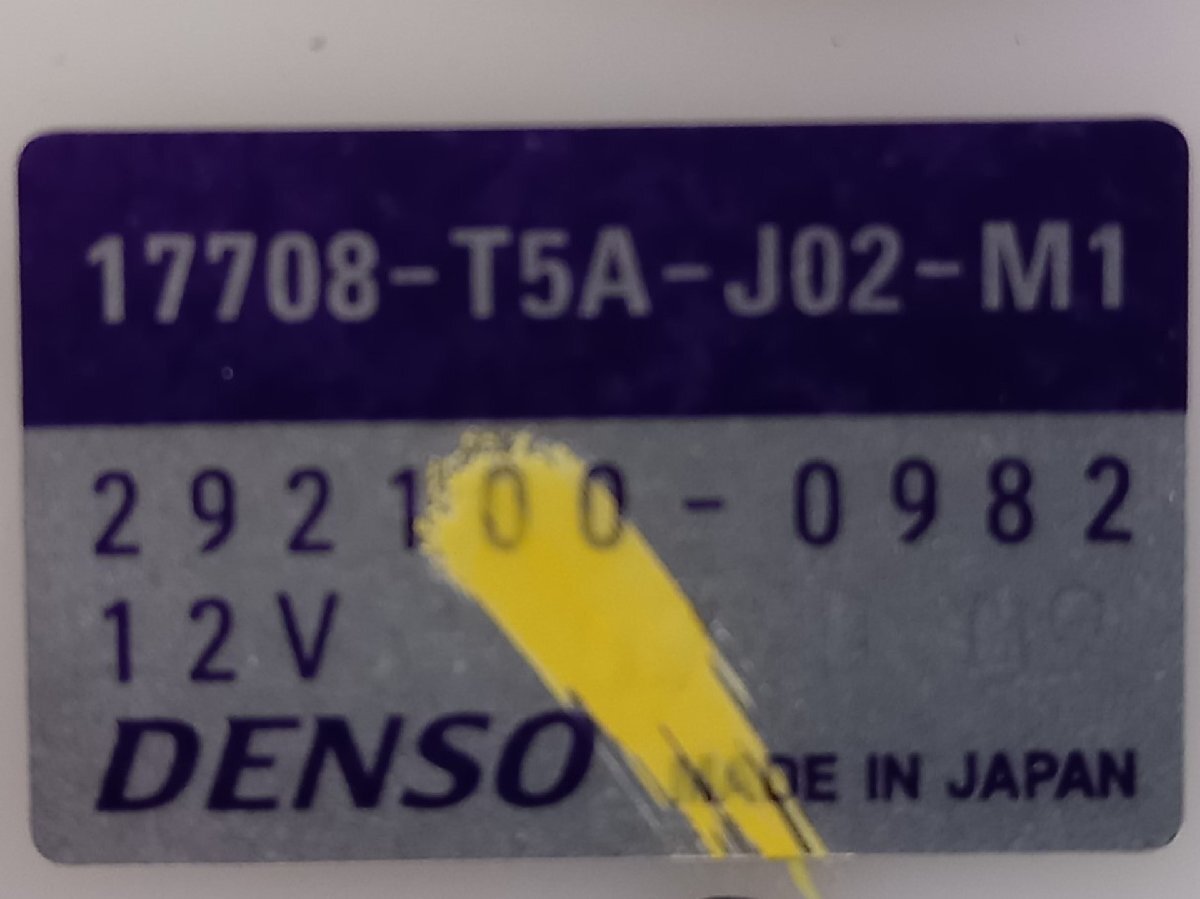 17708-T5A-J02-M1
292100-0982
12V
DENSO MADE IN JAPAN